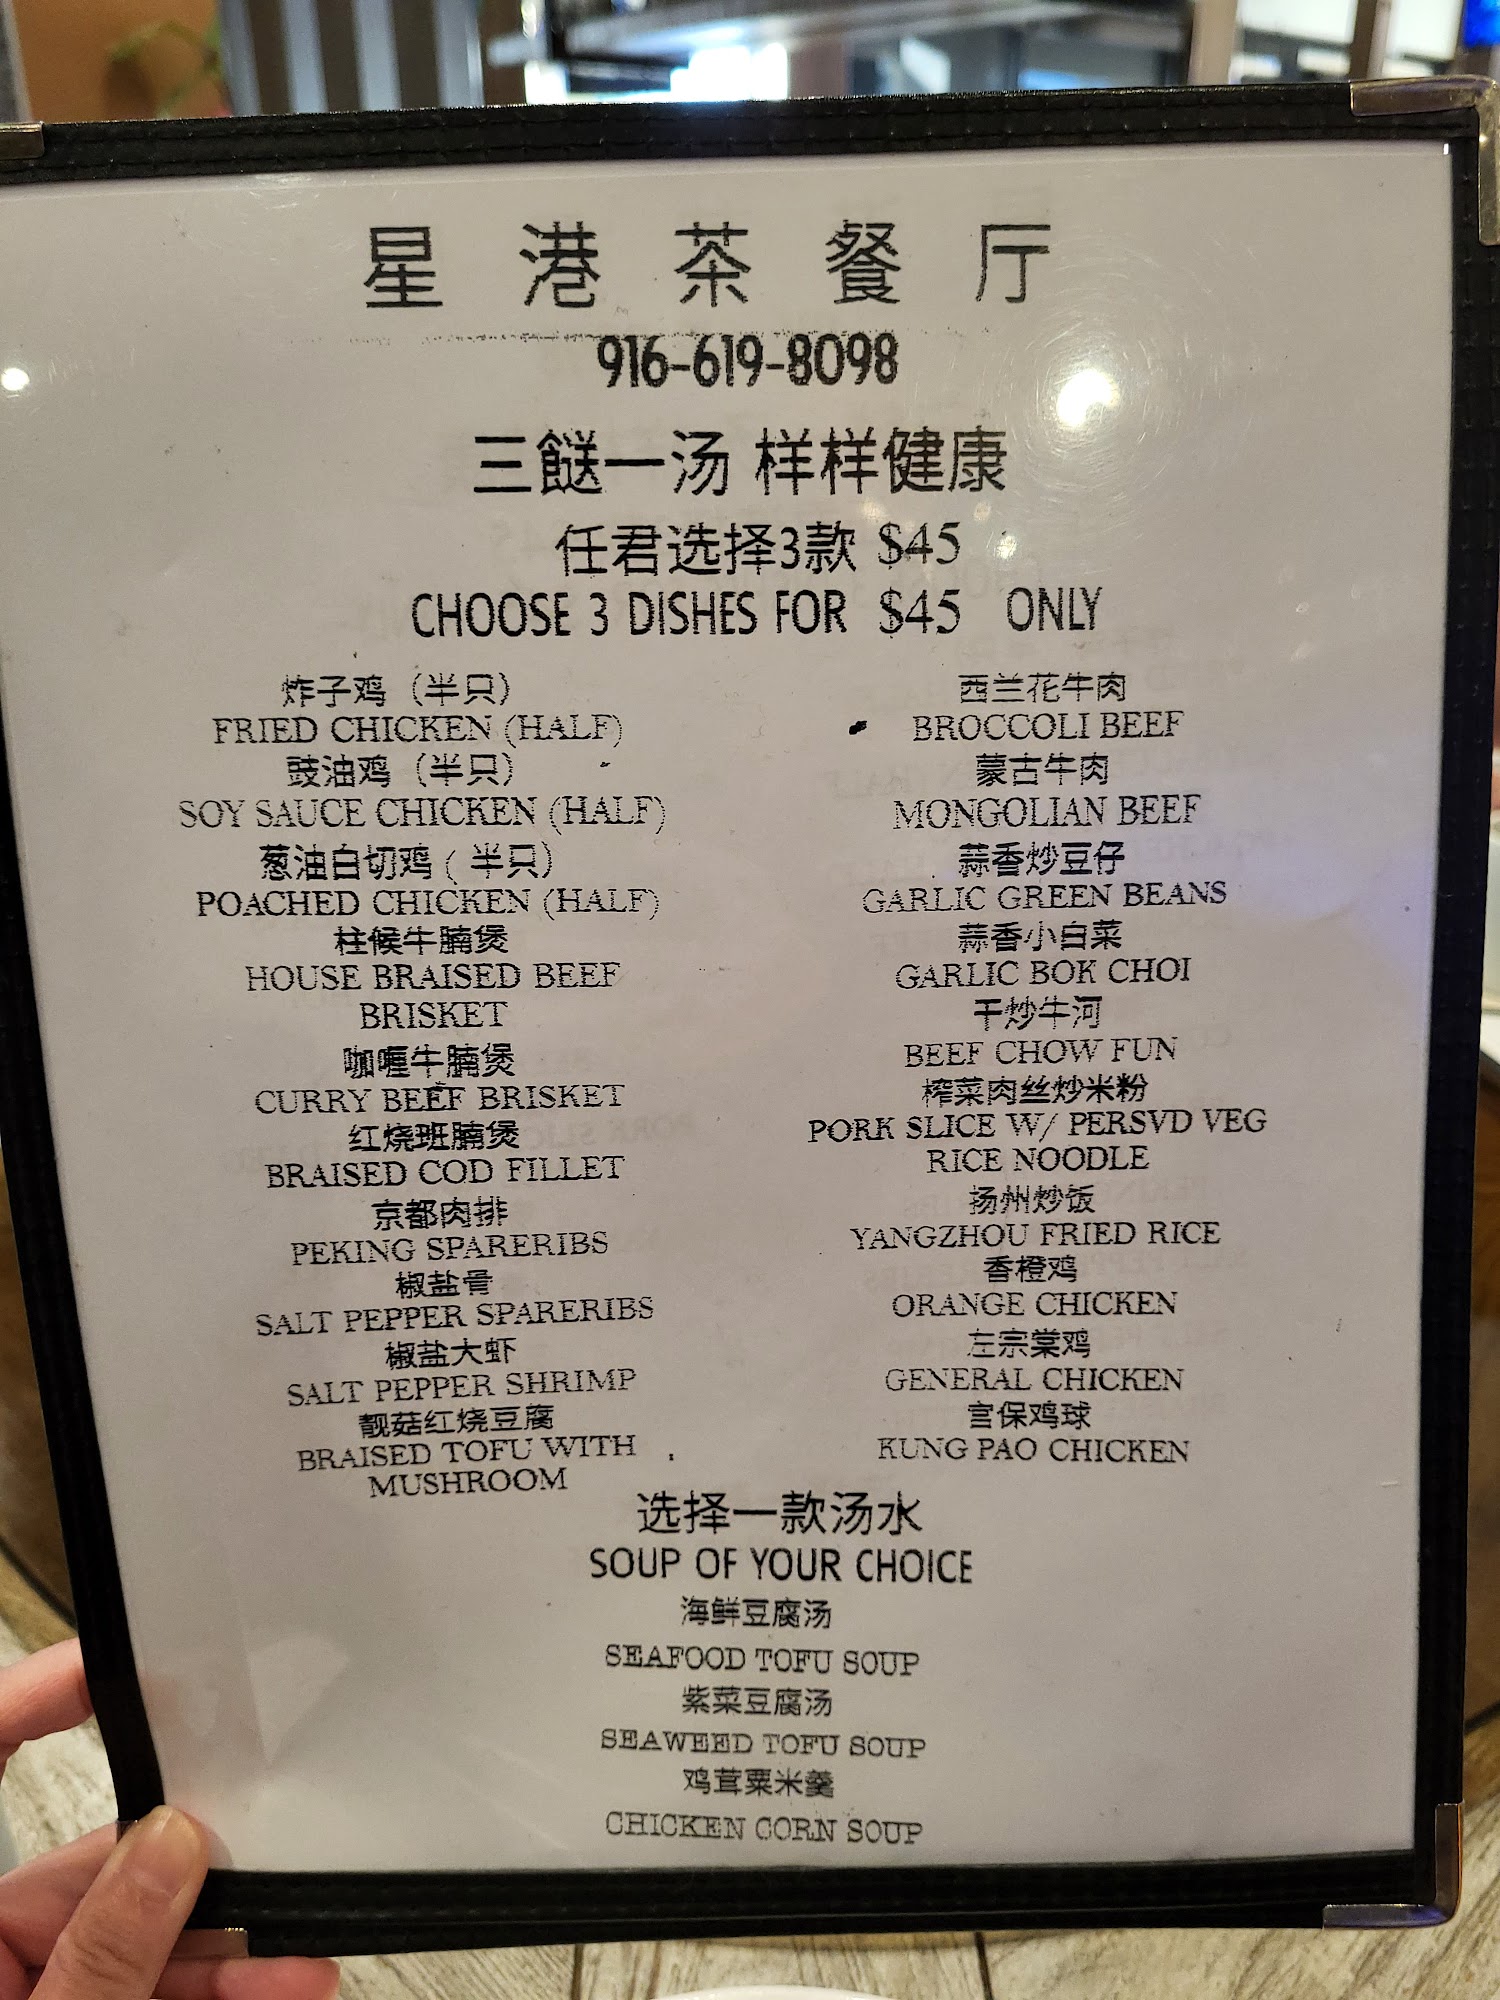 星港茶餐厅
916-619-8098
三餸一汤 样样健康
任君选择3款 $45
CHOOSE 3 DISHES FOR $45 ONLY
炸子鸡（半只）
FRIED CHICKEN (HALF)
豉油鸡（半只）
SOY SAUCE CHICKEN (HALF)
葱油白切鸡（半只）
POACHED CHICKEN (HALF)
柱候牛腩煲
HOUSE BRAISED BEEF
BRISKET
咖喱牛腩煲
CURRY BEEF BRISKET
红烧班腩煲
BRAISED COD FILLET
京都肉排
PEKING SPARERIBS
椒盐骨
SALT PEPPER SPARERIBS
椒盐大虾
SALT PEPPER SHRIMP
靓菇红烧豆腐
BRAISED TOFU WITH
MUSHROOM
西兰花牛肉
BROCCOLI BEEF
蒙古牛肉
MONGOLIAN BEEF
蒜香炒豆仔
GARLIC GREEN BEANS
蒜香小白菜
GARLIC BOK CHOI
干炒牛河
BEEF CHOW FUN
榨菜肉丝炒米粉
PORK SLICE W/ PERSVD VEG
RICE NOODLE
扬州炒饭
YANGZHOU FRIED RICE
香橙鸡
ORANGE CHICKEN
左宗棠鸡
GENERAL CHICKEN
宫保鸡球
KUNG PAO CHICKEN
选择一款汤水
SOUP OF YOUR CHOICE
海鲜豆腐汤
SEAFOOD TOFU SOUP
紫菜豆腐汤
SEAWEED TOFU SOUP
鸡茸粟米羹
CHICKEN CORN SOUP